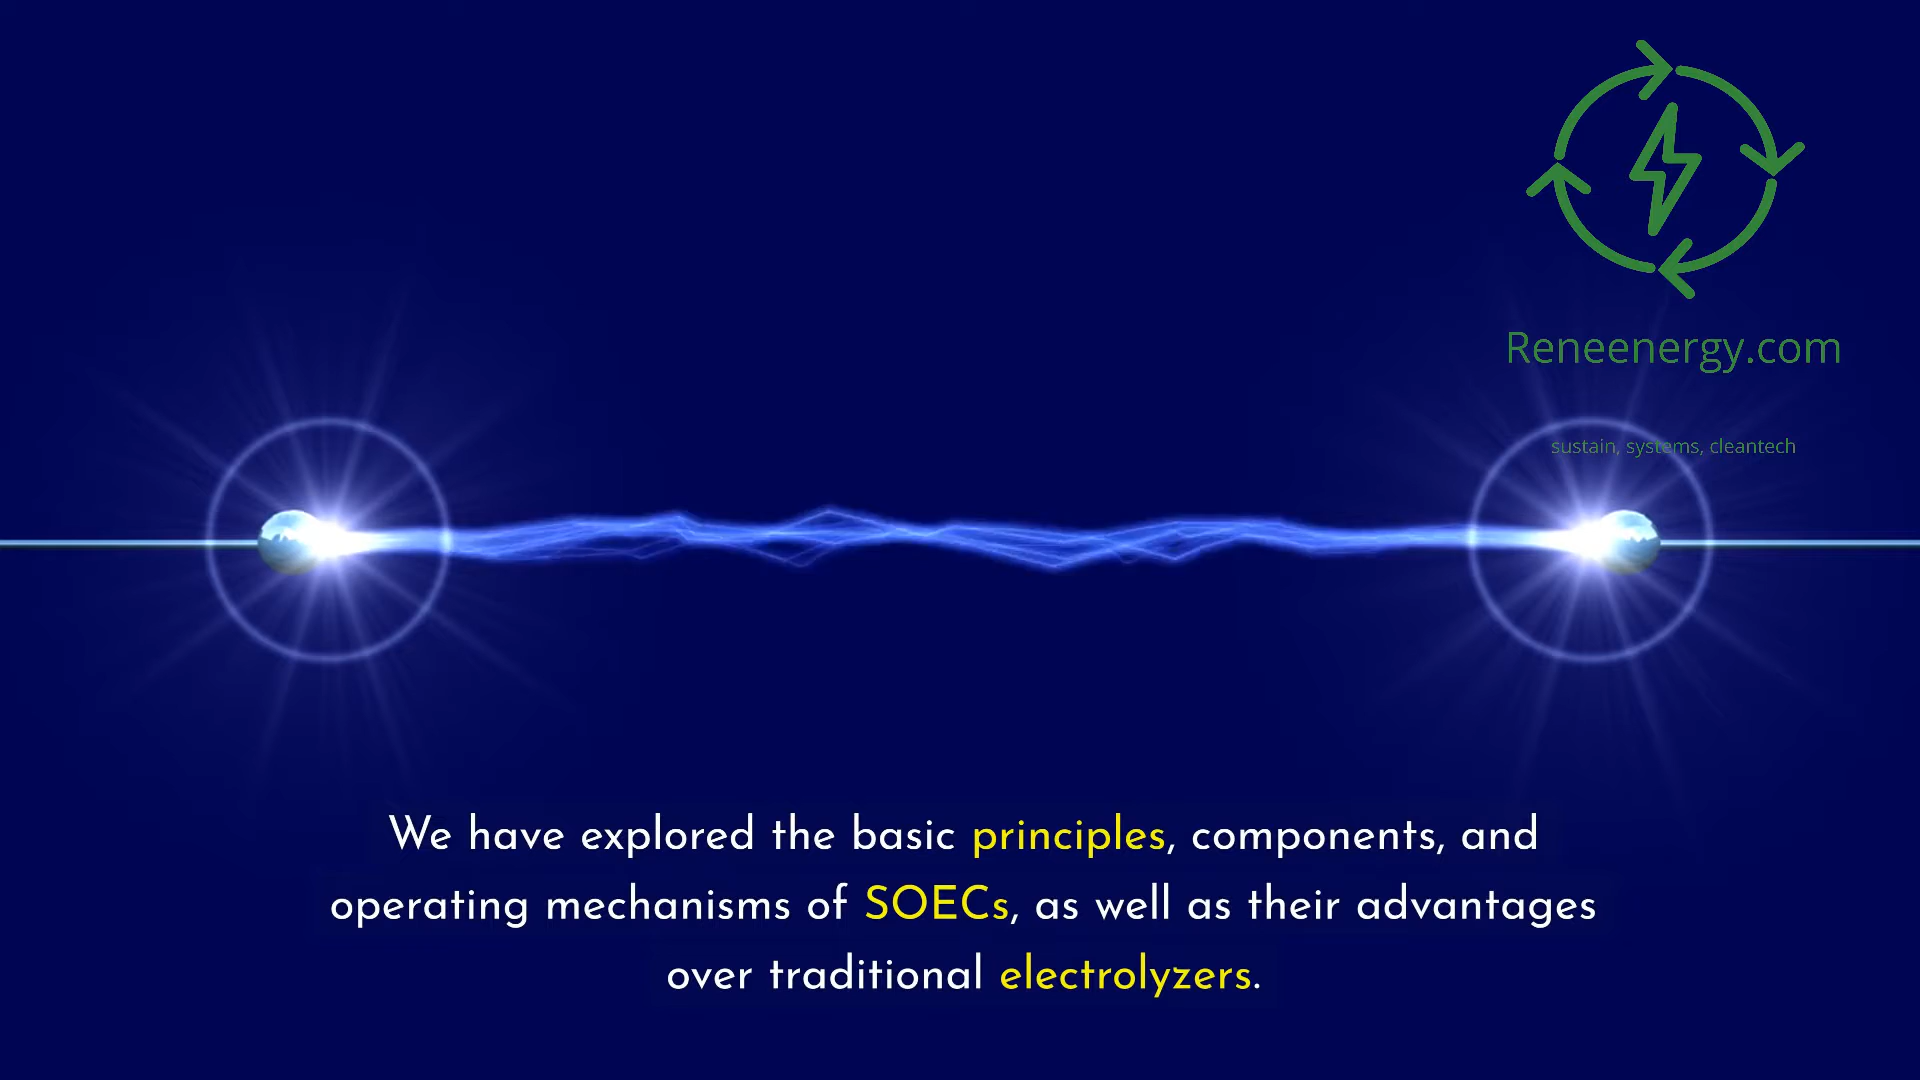 Reneenergy.com
sustain, systems, cleantech
We have explored the basic principles, components, and
operating mechanisms of SOECs, as well as their advantages
over traditional electrolyzers.